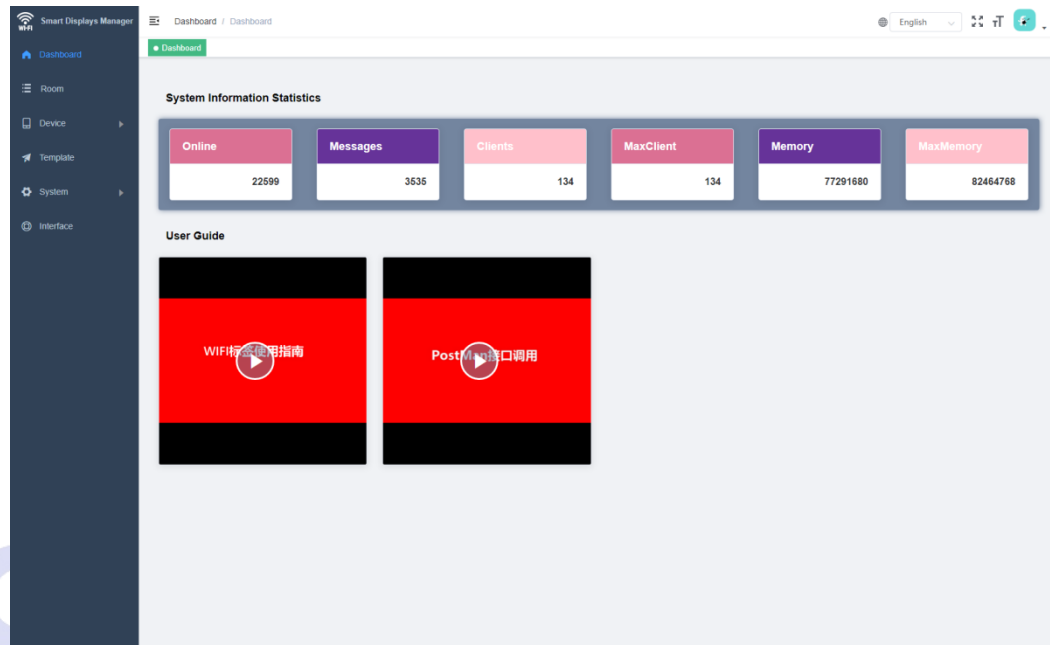 WI-FI
Smart Displays Manager
Dashboard / Dashboard
English
Dashboard
Dashboard
Room
Device
Template
System
Interface
System Information Statistics
Online
Messages
Clients
MaxClient
Memory
MaxMemory
22599
3535
134
134
77291680
82464768
User Guide
WIFI标签使用指南
PostMan接口调用